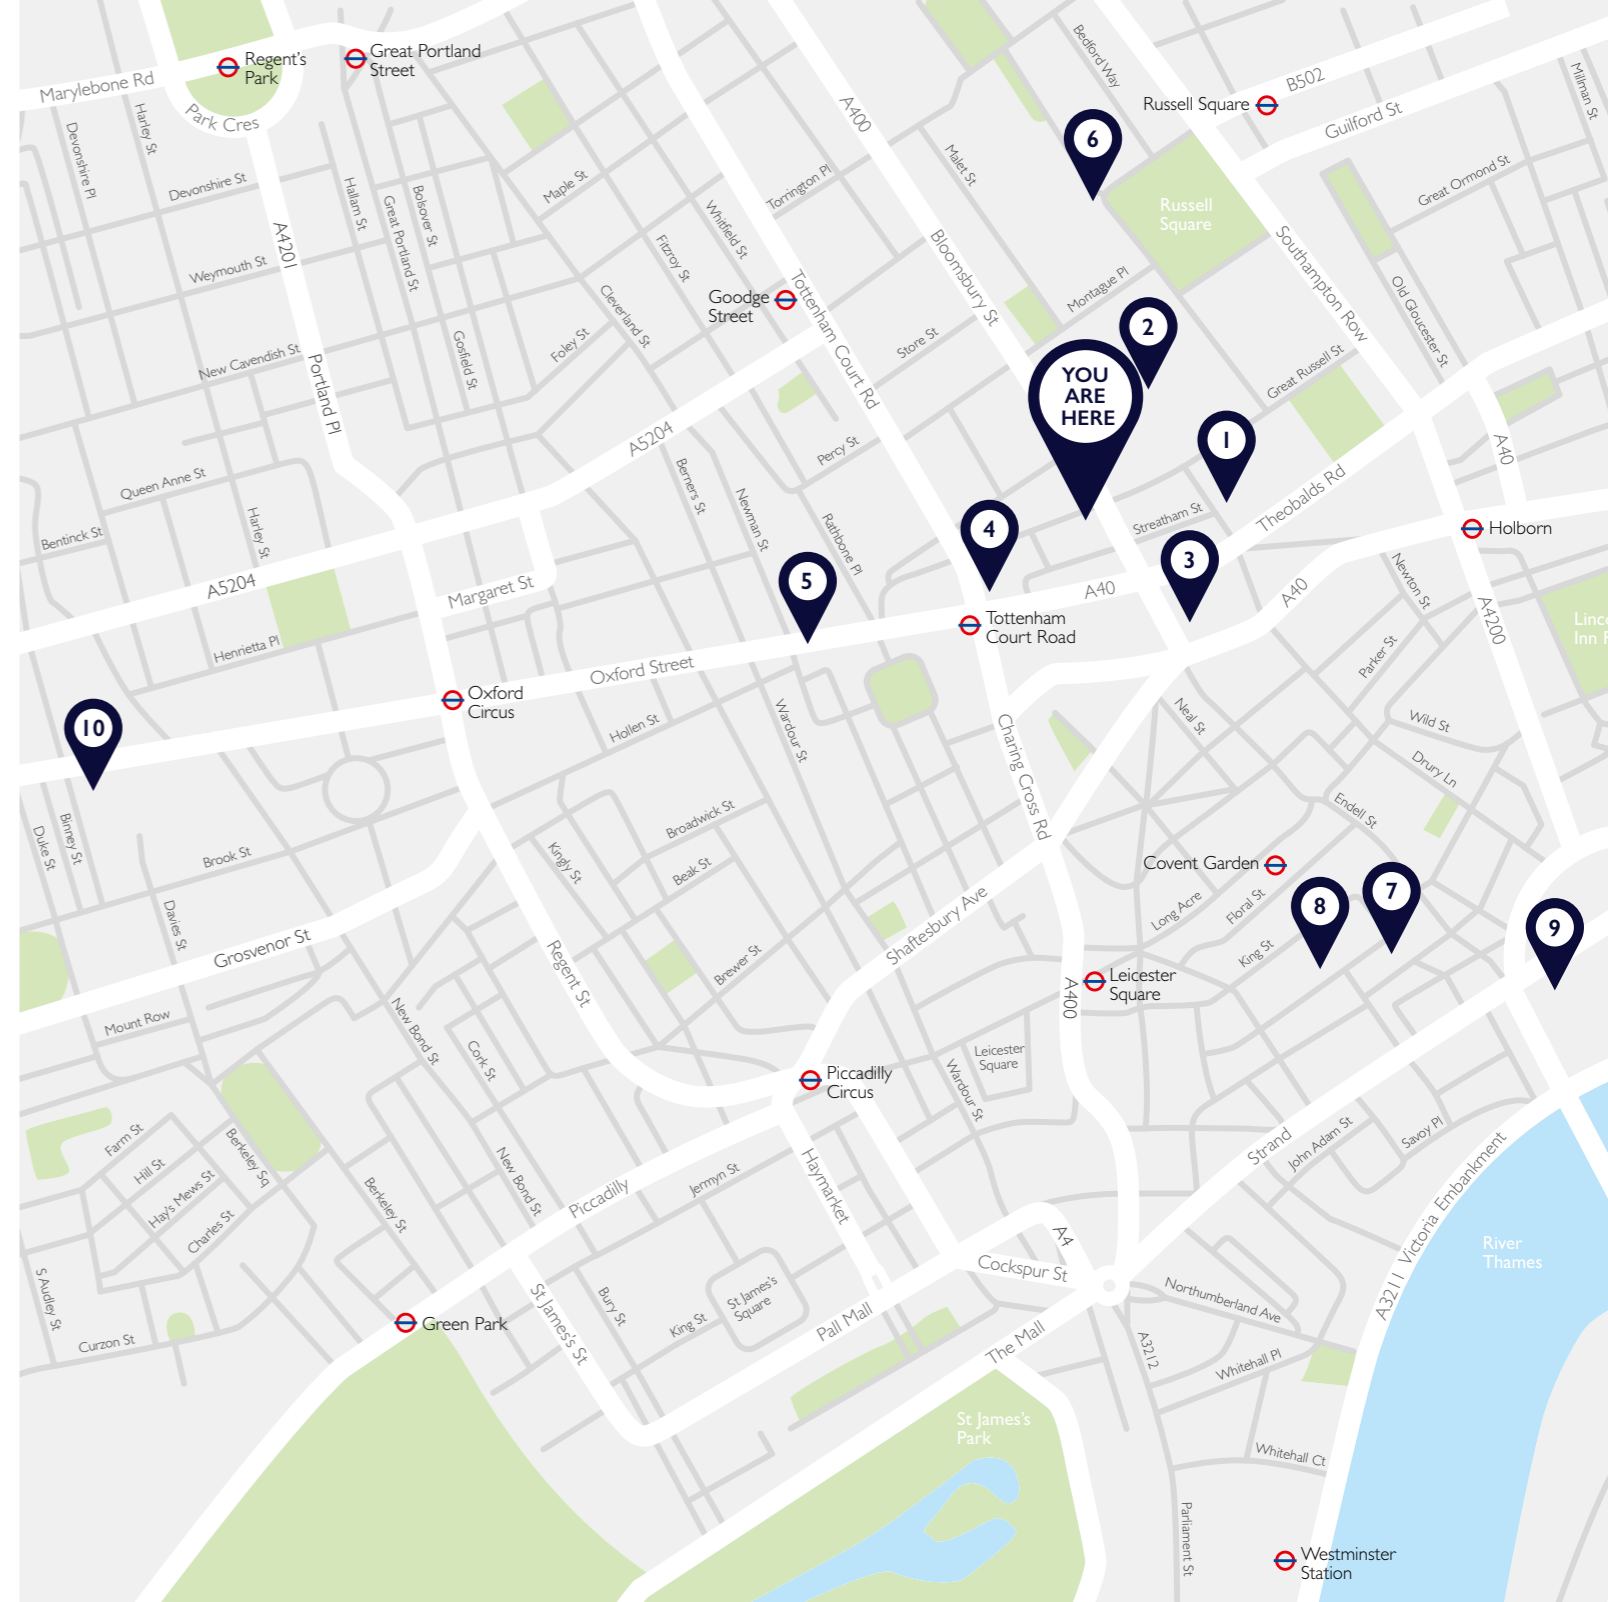 Regent's
Park
Great Portland
Street
Marylebone Rd
Park Cres
Harley St
Devonshire Pl
Devonshire St
A4201
Hallam St
Great Portland St
Bolsover St
Weymouth St
New Cavendish St
Portland Pl
Gosfield St
Foley St
Cleveland St
Maple St
Fitzroy St
Whitfield St
Torrington Pl
A400
Malet St
Bedford Way
Russell Square
B502
Guilford St
Millman St
Great Ormond St
6
Russell
Square
Southampton Row
Old Gloucester St
Bloomsbury St
Goodge
Street
Tottenham Court Rd
Store St
Montague Pl
2
YOU
ARE
HERE
Great Russell St
1
A5204
Percy St
Berners St
Newman St
Rathbone Pl
Queen Anne St
Harley St
Bentinck St
A5204
Margaret St
Henrietta Pl
4
5
Streatham St
3
Theobalds Rd
A40
Holborn
A40
A40
Newton St
A4200
Linc
Inn F
Tottenham
Court Road
Oxford Street
Oxford
Circus
10
Hollen St
Wardour St
Charing Cross Rd
Neal St
Parker St
Wild St
Drury Ln
Endell St
Duke St
Binney St
Brook St
Davies St
Grosvenor St
Kingly St
Broadwick St
Beak St
Covent Garden
Long Acre
Floral St
King St
8
7
9
Shaftesbury Ave
Brewer St
Regent St
Leicester
Square
A400
Mount Row
New Bond St
Cork St
Leicester
Square
Wardour St
Piccadilly
Circus
Farm St
Hill St
Hay's Mews St
Charles St
Berkeley Sq
Berkeley St
New Bond St
Piccadilly
Jermyn St
Haymarket
Strand
John Adam St
Savoy Pl
A3211 Victoria Embankment
River
Thames
A4
Cockspur St
Northumberland Ave
S Audley St
Curzon St
Green Park
St James's St
Bury St
King St
St James's
Square
Pall Mall
The Mall
A3212
Whitehall Pl
St James's
Park
Whitehall Ct
Parliament St
Westminster
Station